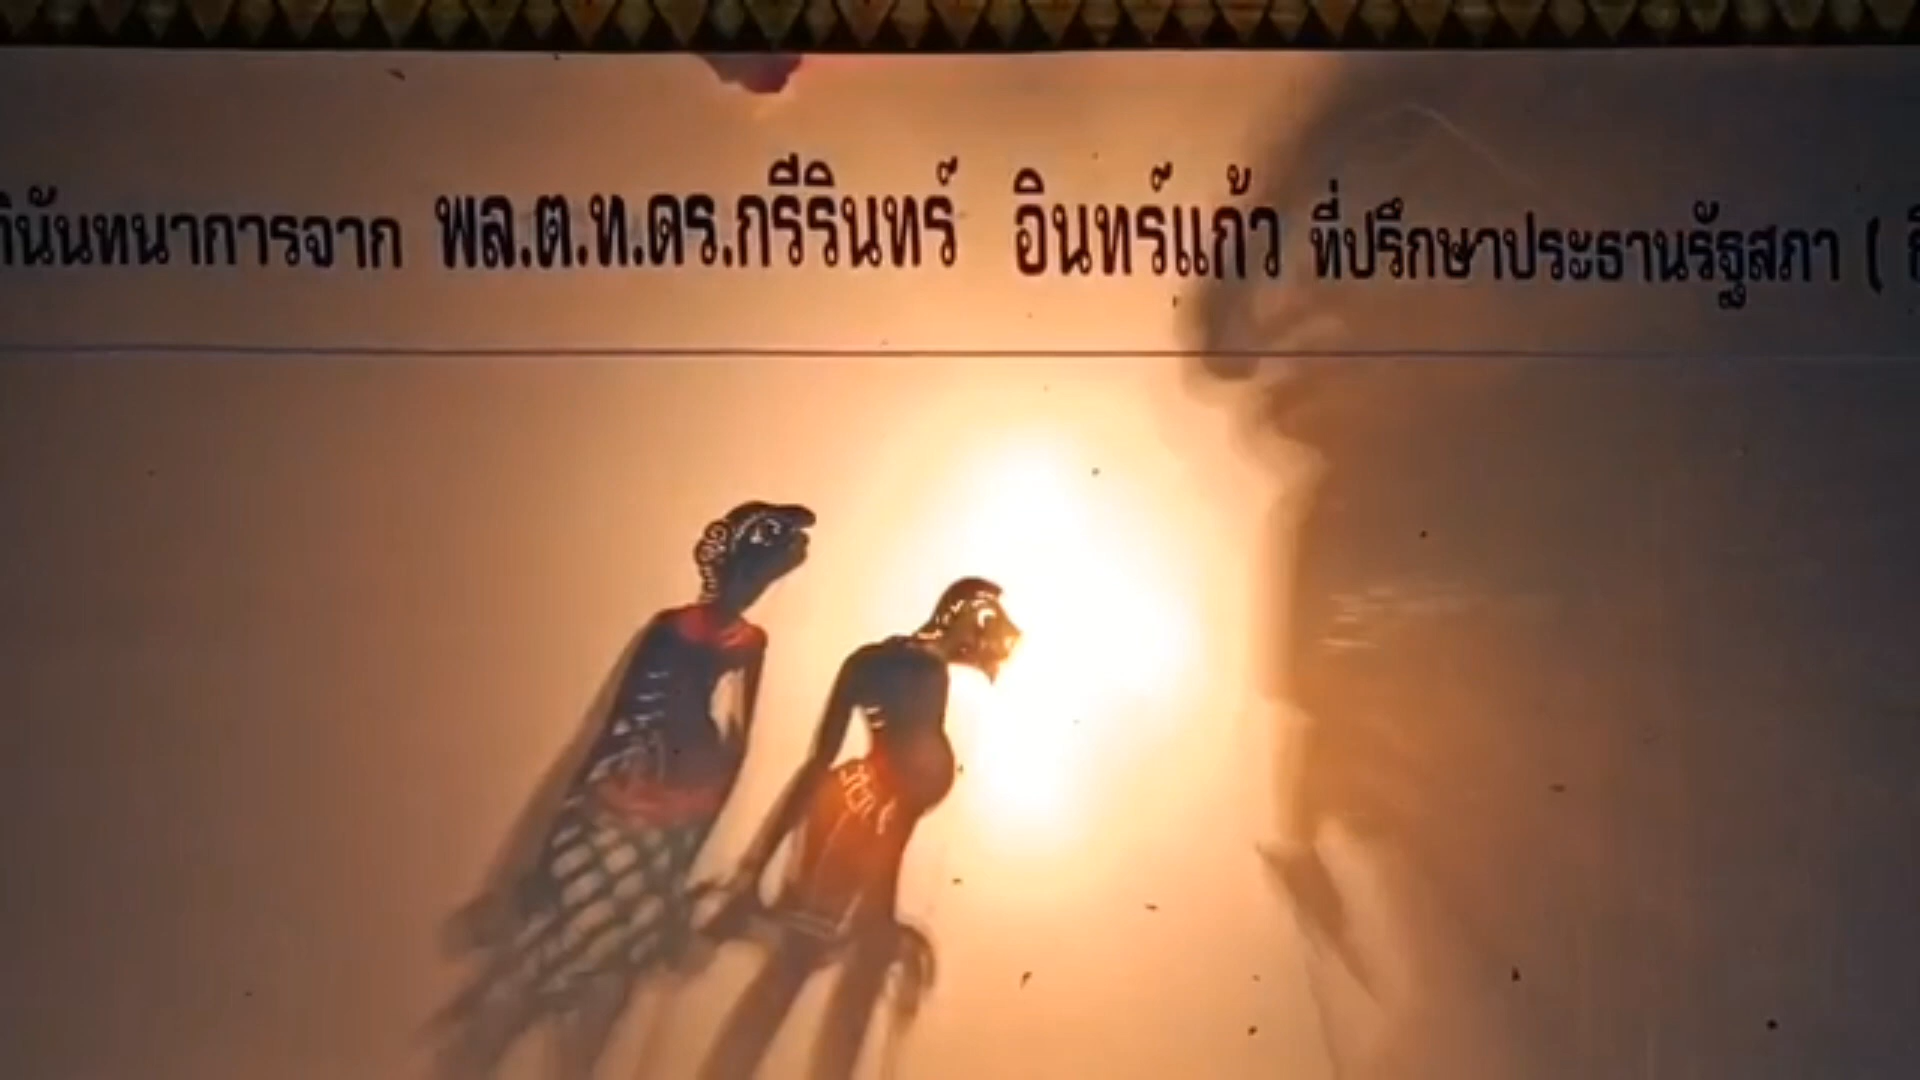 นันทนาการจาก พล.ต.ท.ดร.กรีรินทร์ อินทร์แก้ว ที่ปรึกษาประธานรัฐสภา (